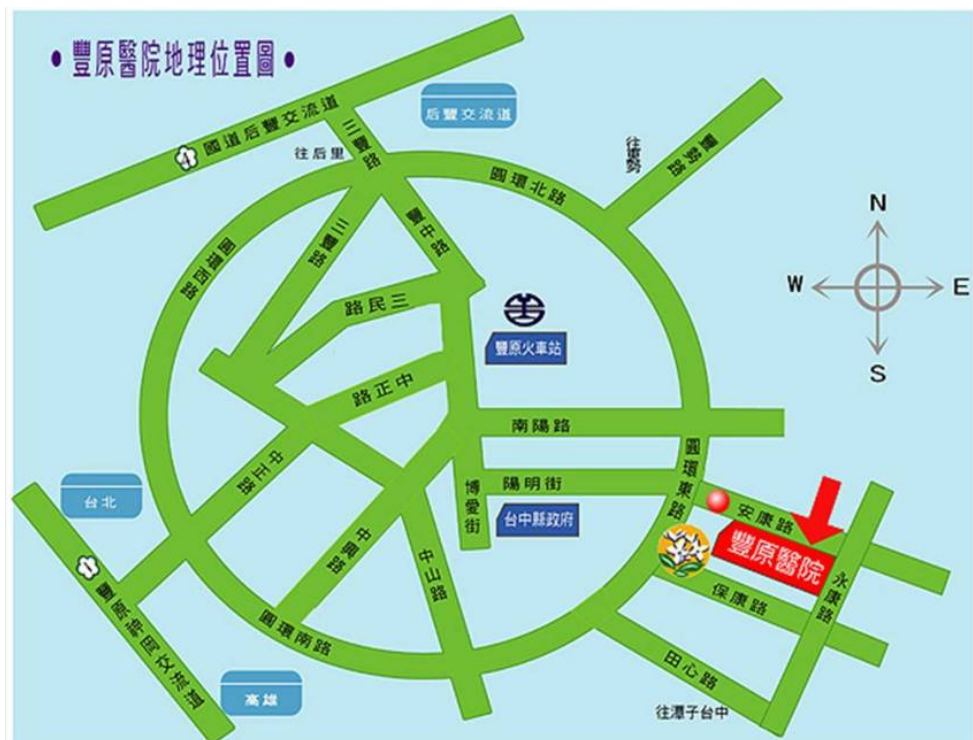 • 豐原醫院地理位置圖 •
后豐交流道
1
國道后豐交流道
往后里
三豐路
圓環北路
往東勢
豐勢路
N
W
E
S
圓環西路
三豐路
豐中路
三民路
豐原火車站
中正路
南陽路
圓環東路
台北
中正路
博愛街
陽明街
台中縣政府
安康路
豐原醫院
永康路
1
豐原神岡交流道
中興路
中山路
保康路
圓環南路
田心路
高雄
往潭子台中